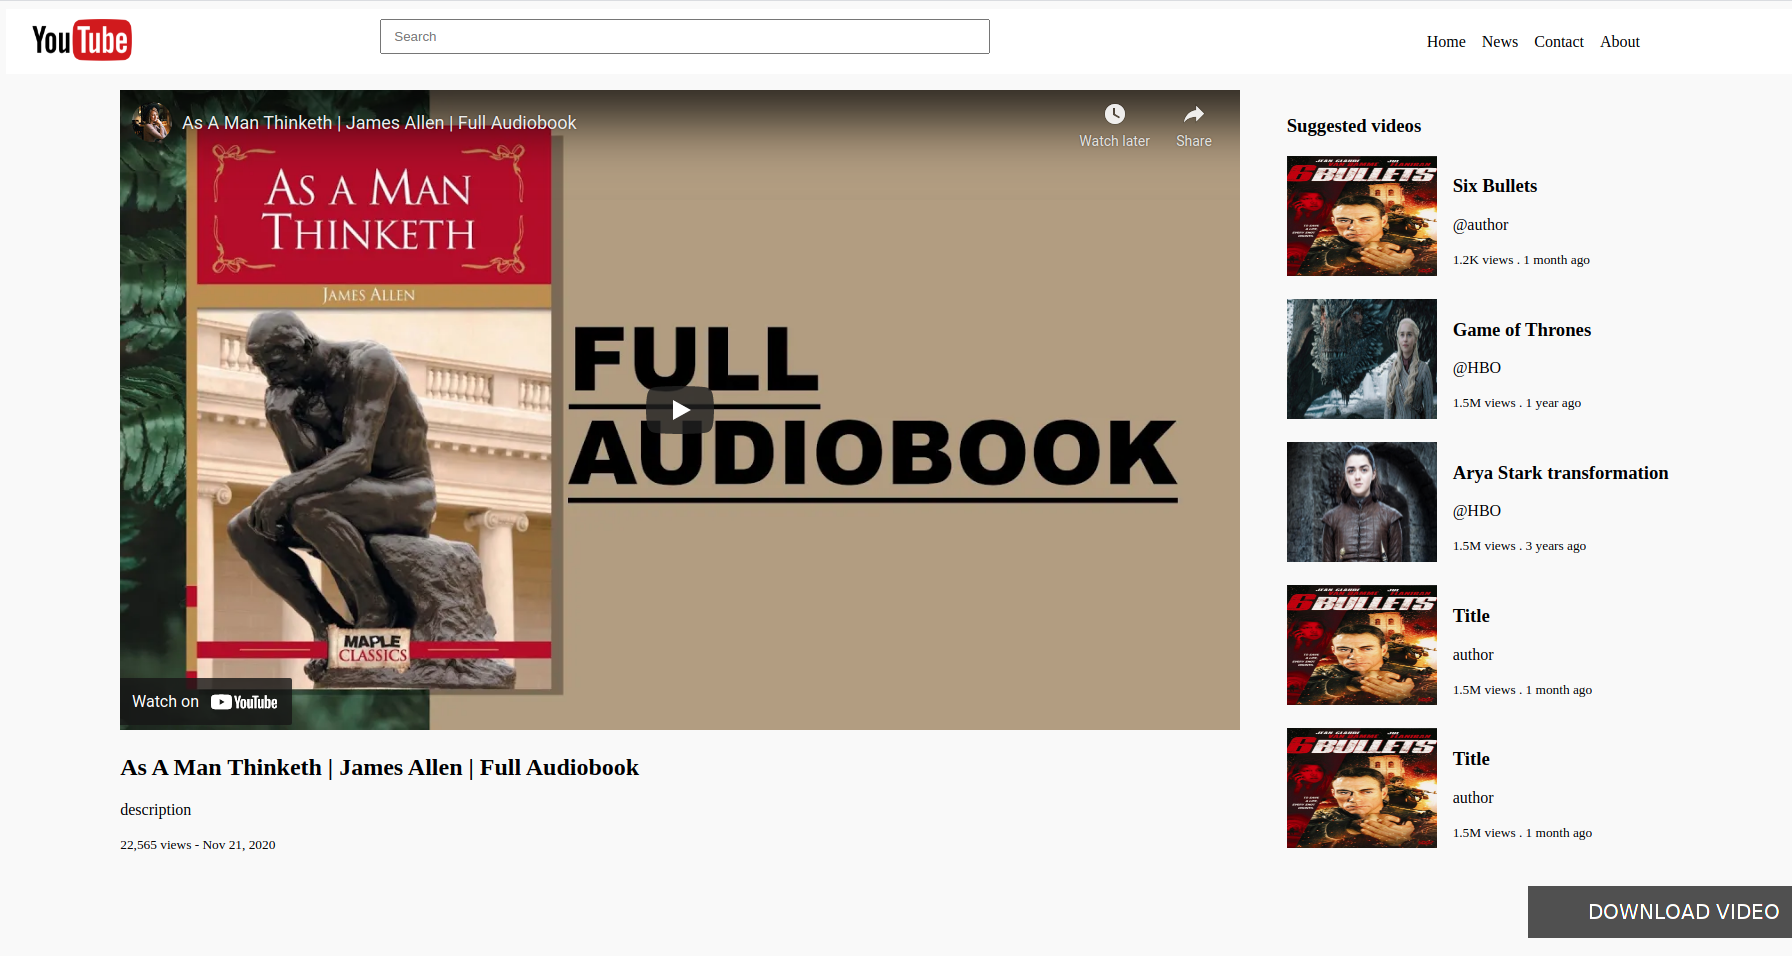 YouTube
Search
Home News Contact About
As A Man Thinketh | James Allen | Full Audiobook
Watch later
Share
AS A MAN
THINKETH
JAMES ALLEN
FULL
AUDIOBOOK
MAPLE
CLASSICS
Watch on YouTube
As A Man Thinketh | James Allen | Full Audiobook
description
22,565 views - Nov 21, 2020
Suggested videos
6 BULLETS
Six Bullets
@author
1.2K views . 1 month ago
Game of Thrones
@HBO
1.5M views . 1 year ago
Arya Stark transformation
@HBO
1.5M views . 3 years ago
6 BULLETS
Title
author
1.5M views . 1 month ago
6 BULLETS
Title
author
1.5M views . 1 month ago
DOWNLOAD VIDEO